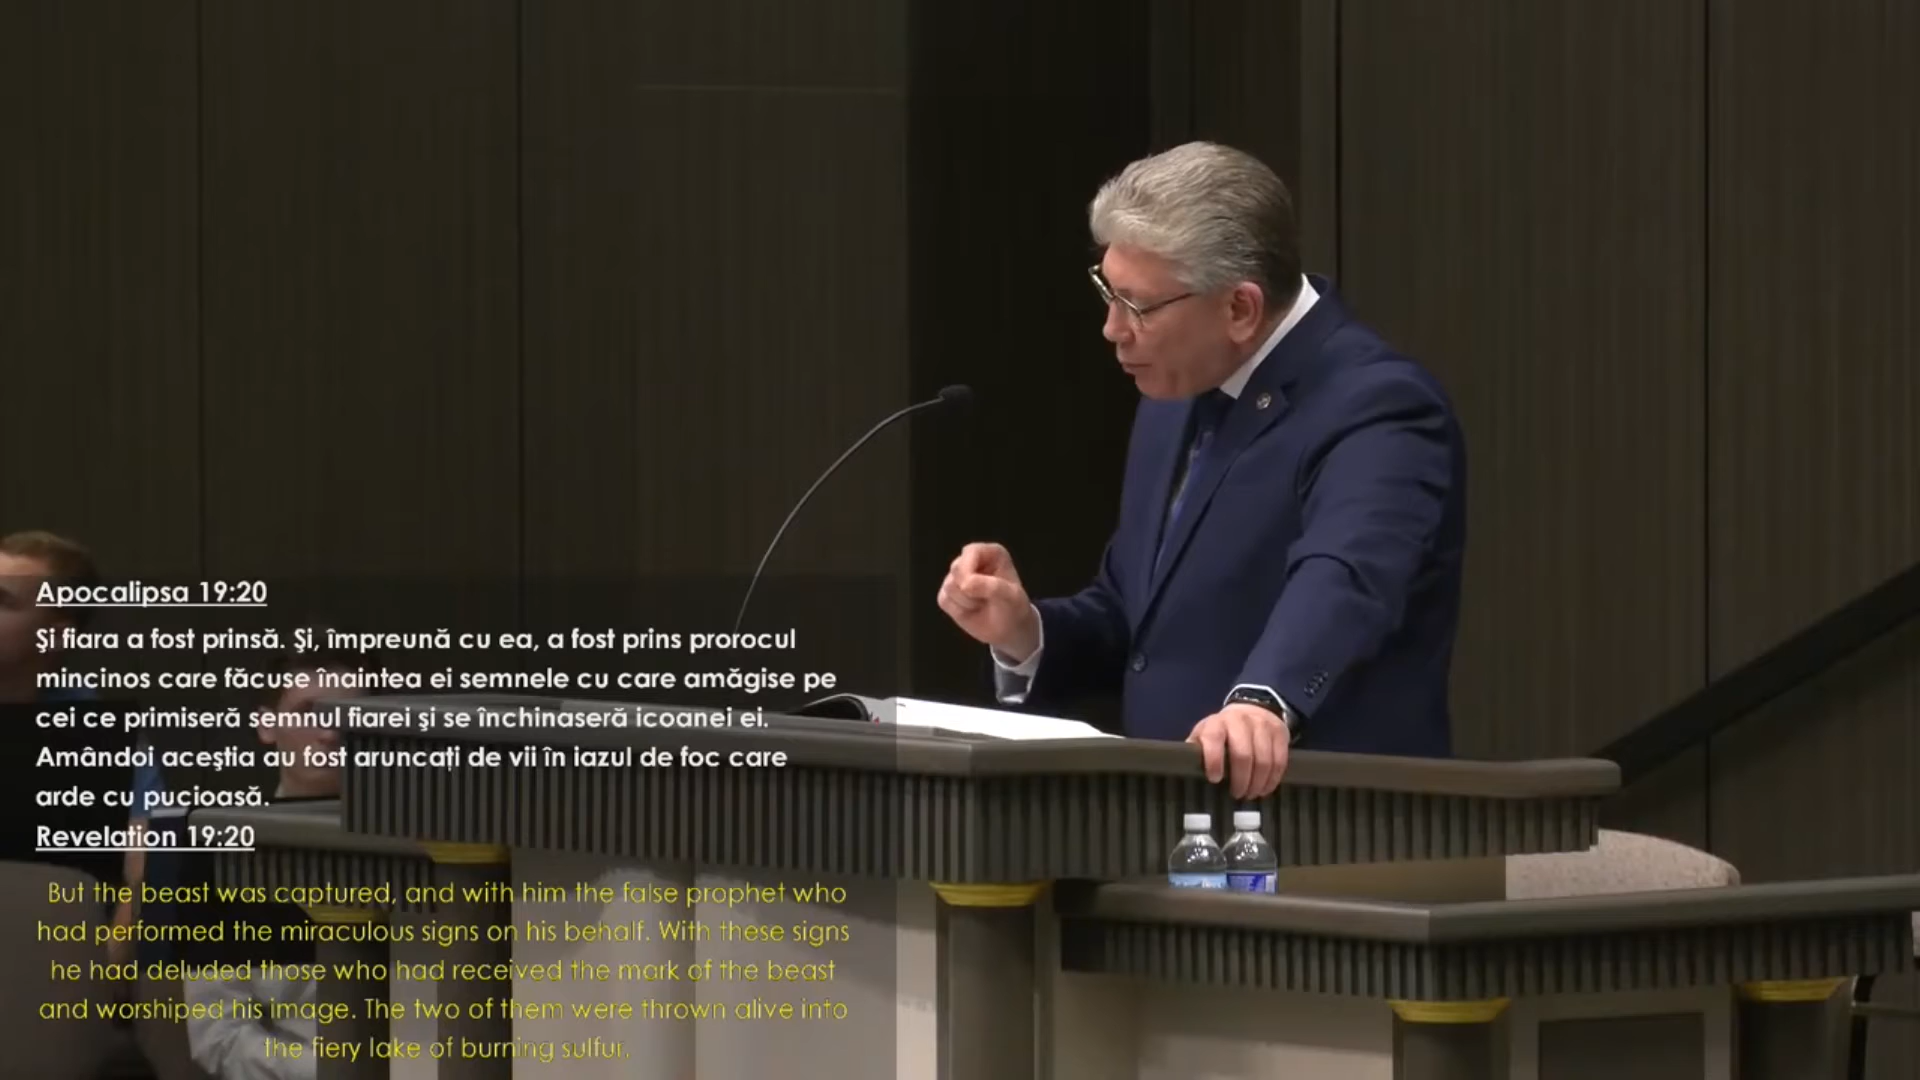 Apocalipsa 19:20
Şi fiara a fost prinsă. Şi, împreună cu ea, a fost prins prorocul
mincinos care făcuse înaintea ei semnele cu care amăgise pe
cei ce primiseră semnul fiarei şi se închinaseră icoanei ei.
Amândoi aceştia au fost aruncați de vii în iazul de foc care
arde cu pucioasă.
Revelation 19:20
But the beast was captured, and with him the false prophet who
had performed the miraculous signs on his behalf. With these signs
he had deluded those who had received the mark of the beast
and worshiped his image. The two of them were thrown alive into
the fiery lake of burning sulfur.